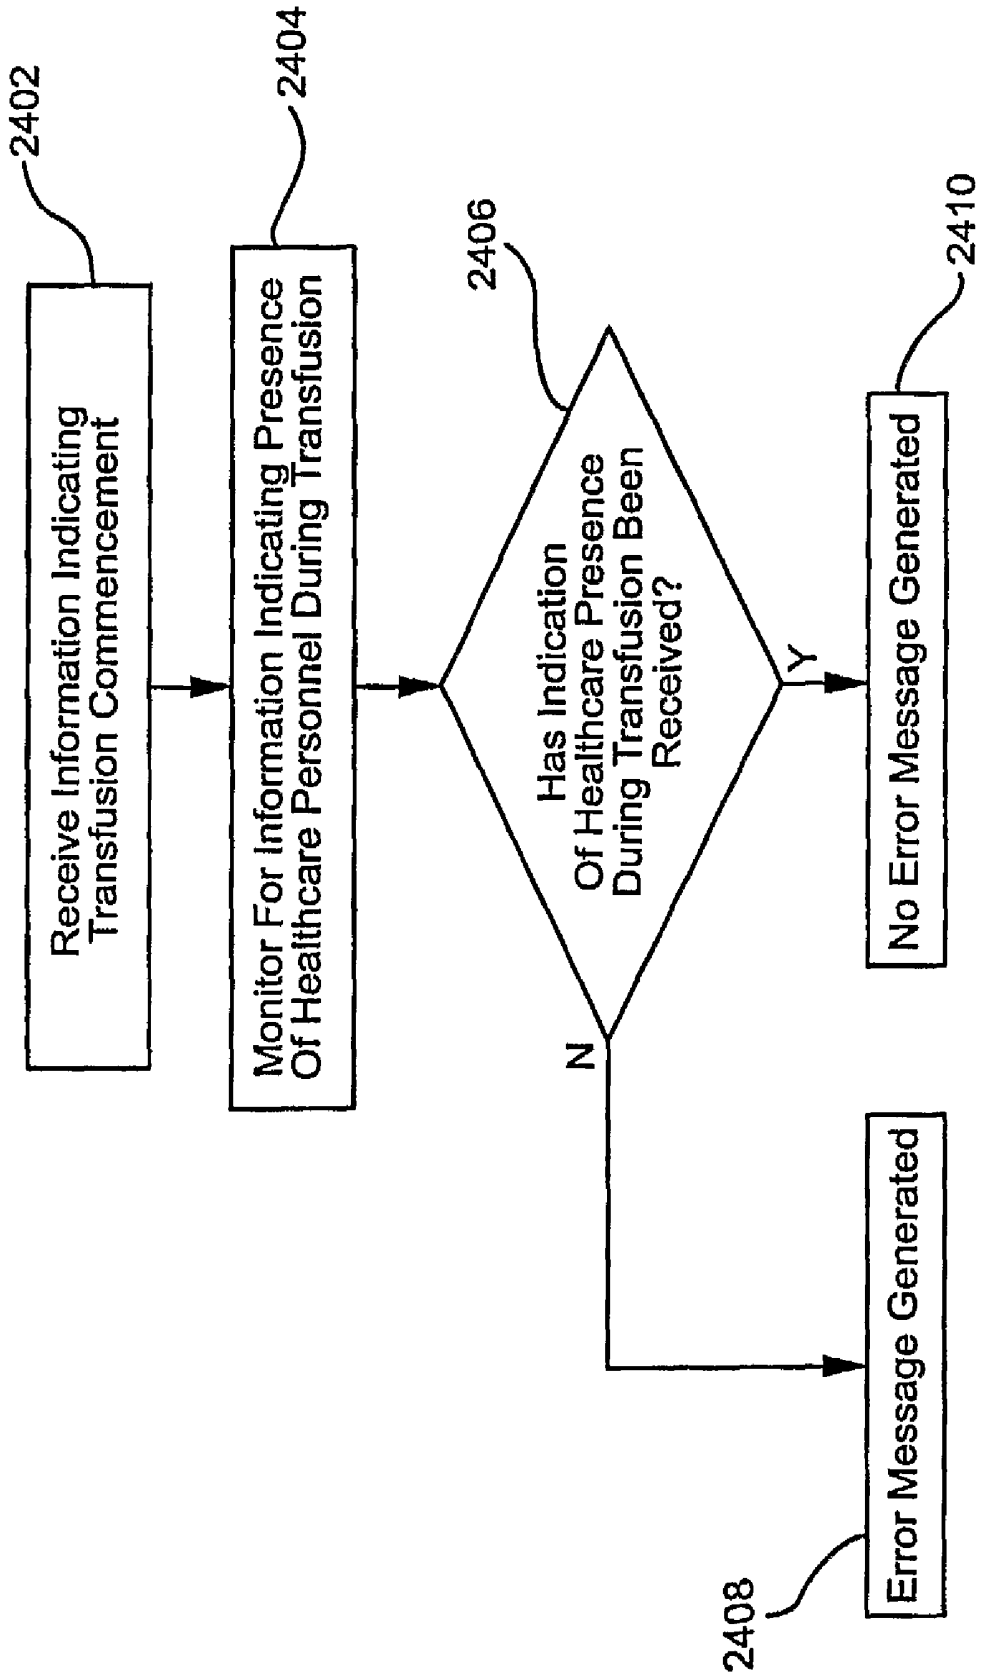 2402
Receive Information Indicating
Transfusion Commencement
2404
Monitor For Information Indicating Presence
Of Healthcare Personnel During Transfusion
2406
Has Indication
Of Healthcare Presence
During Transfusion Been
Received?
N
Y
2408
Error Message Generated
No Error Message Generated
2410